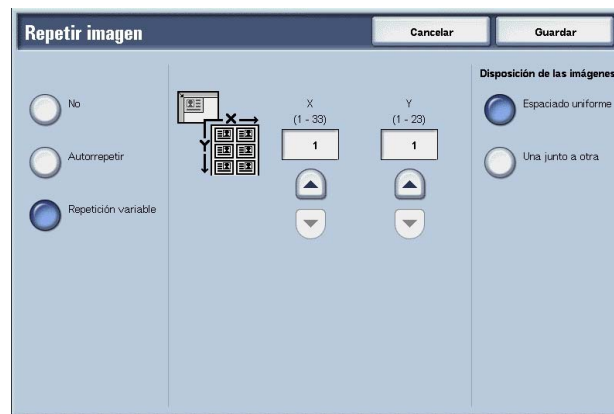 Repetir imagen
Cancelar
Guardar
No
Autorrepetir
Repetición variable
X
Y
X
(1 - 33)
1
Y
(1 - 23)
1
Disposición de las imágenes
Espaciado uniforme
Una junto a otra